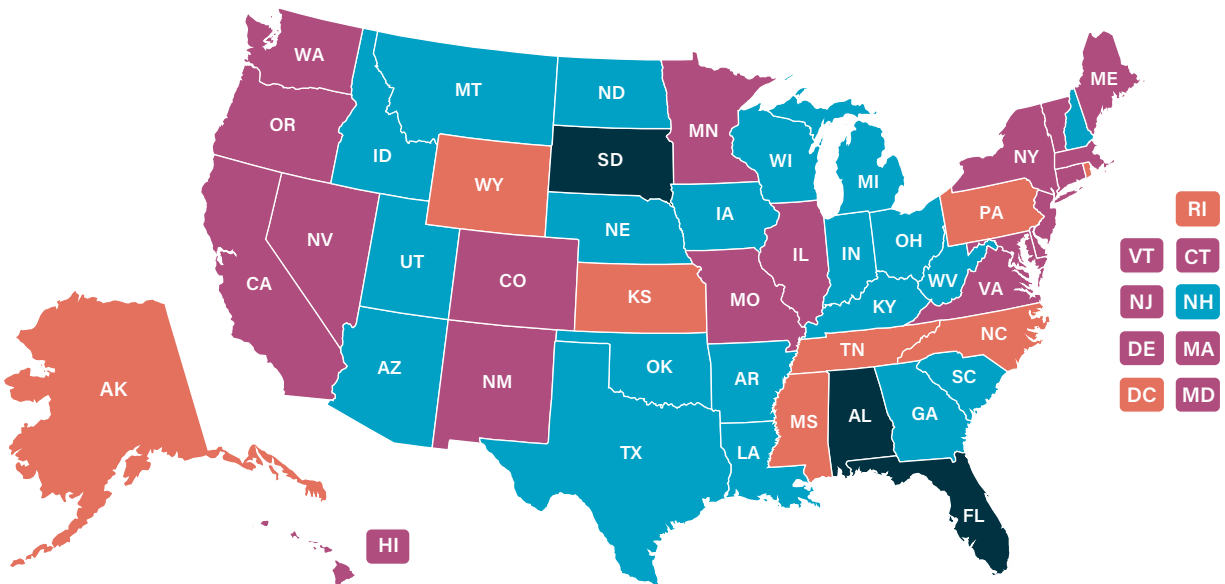 WA
OR
CA
NV
ID
MT
WY
UT
AZ
CO
NM
ND
SD
NE
KS
OK
TX
MN
IA
MO
AR
LA
WI
IL
MI
IN
OH
KY
WV
TN
MS
AL
GA
FL
SC
NC
VA
PA
NY
ME
RI
VT CT
NJ NH
DE MA
DC MD
AK
HI